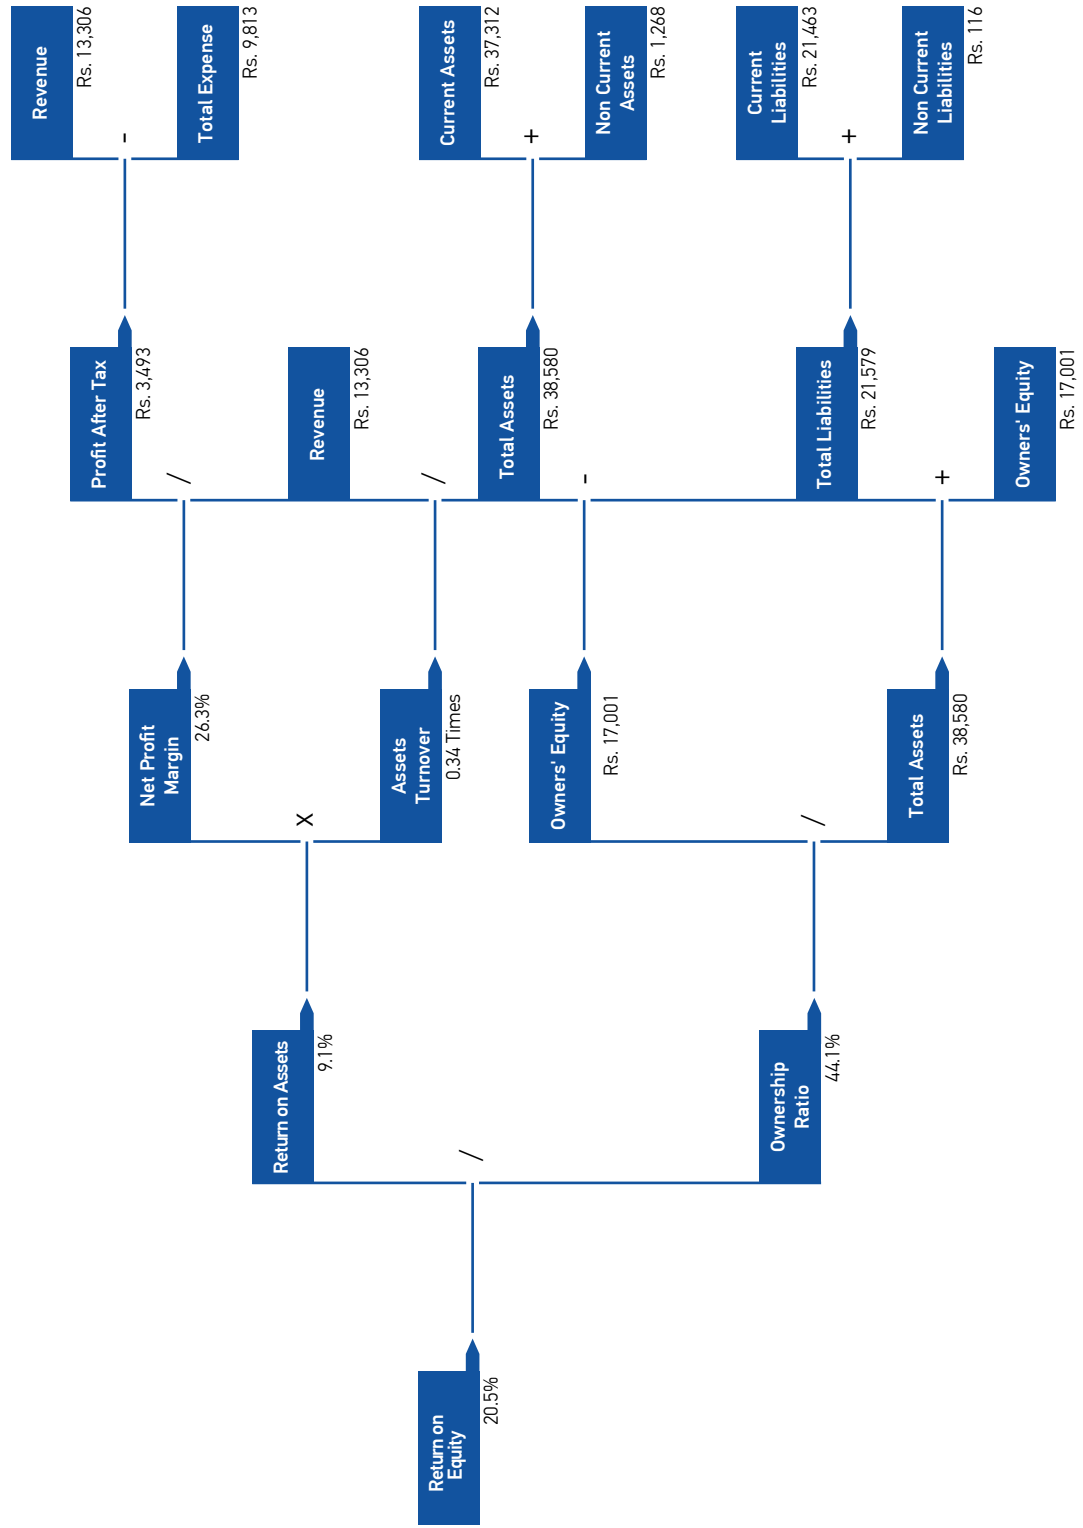 Return on
Equity
20.5%
Return on Assets
9.1%
/
Ownership
Ratio
44.1%
Net Profit
Margin
26.3%
X
Assets
Turnover
0.34 Times
Owners' Equity
Rs. 17,001
/
Total Assets
Rs. 38,580
Profit After Tax
Rs. 3,493
/
Revenue
Rs. 13,306
/
Total Assets
Rs. 38,580
-
Total Liabilities
Rs. 21,579
+
Owners' Equity
Rs. 17,001
Revenue
Rs. 13,306
-
Total Expense
Rs. 9,813
Current Assets
Rs. 37,312
+
Non Current
Assets
Rs. 1,268
Current
Liabilities
Rs. 21,463
+
Non Current
Liabilities
Rs. 116